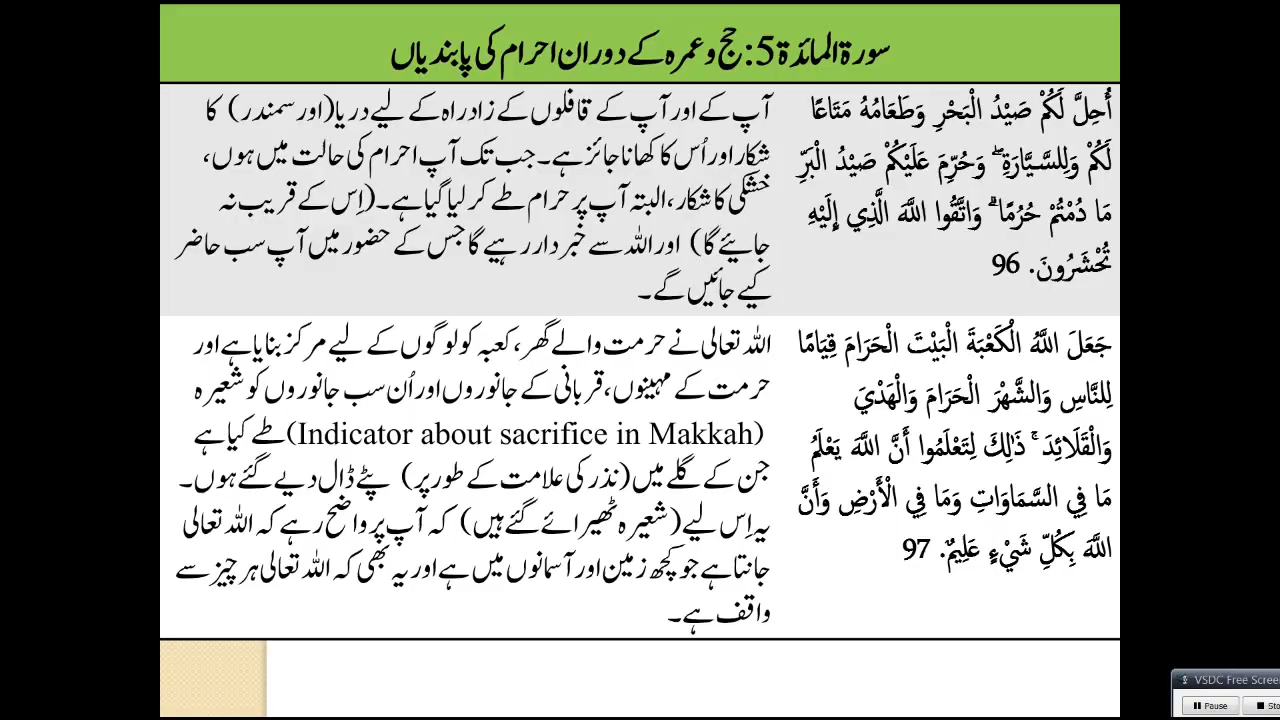 سورۃ المائدۃ 5: حج و عمرہ کے دوران احرام کی پابندیاں
أُحِلَّ لَكُمْ صَيْدُ الْبَحْرِ وَطَعَامُهُ مَتَاعًا
لَكُمْ وَلِلسَّيَّارَةِ ۖ وَحُرِّمَ عَلَيْكُمْ صَيْدُ الْبَرِّ
مَا دُمْتُمْ حُرُمًا ۗ وَاتَّقُوا اللَّهَ الَّذِي إِلَيْهِ
تُحْشَرُونَ. 96
آپ کے اور آپ کے قافلوں کے زادراہ کے لیے دریا (اور سمندر) کا
شکار اور اُس کا کھانا جائز ہے۔ جب تک آپ احرام کی حالت میں ہوں،
خشکی کا شکار، البتہ آپ پر حرام طے کر لیا گیا ہے۔ (اِس کے قریب نہ
جائیے گا) اور اللہ سے خبردار رہیے گا جس کے حضور میں آپ سب حاضر
کیے جائیں گے۔
جَعَلَ اللَّهُ الْكَعْبَةَ الْبَيْتَ الْحَرَامَ قِيَامًا
لِلنَّاسِ وَالشَّهْرَ الْحَرَامَ وَالْهَدْيَ
وَالْقَلَائِدَ ۚ ذَٰلِكَ لِتَعْلَمُوا أَنَّ اللَّهَ يَعْلَمُ
مَا فِي السَّمَاوَاتِ وَمَا فِي الْأَرْضِ وَأَنَّ
اللَّهَ بِكُلِّ شَيْءٍ عَلِيمٌ. 97
اللہ تعالی نے حرمت والے گھر، کعبہ کو لوگوں کے لیے مرکز بنایا ہے اور
حرمت کے مہینوں، قربانی کے جانوروں اور اُن سب جانوروں کو شعیرہ
(Indicator about sacrifice in Makkah) طے کیا ہے
جن کے گلے میں (نذر کی علامت کے طور پر) پٹے ڈال دیے گئے ہوں۔
یہ اِس لیے (شعیرہ ٹھیرائے گئے ہیں) کہ آپ پر واضح رہے کہ اللہ تعالی
جانتا ہے جو کچھ زمین اور آسمانوں میں ہے اور یہ بھی کہ اللہ تعالی ہر چیز سے
واقف ہے۔
VSDC Free Scree
Pause
Sto